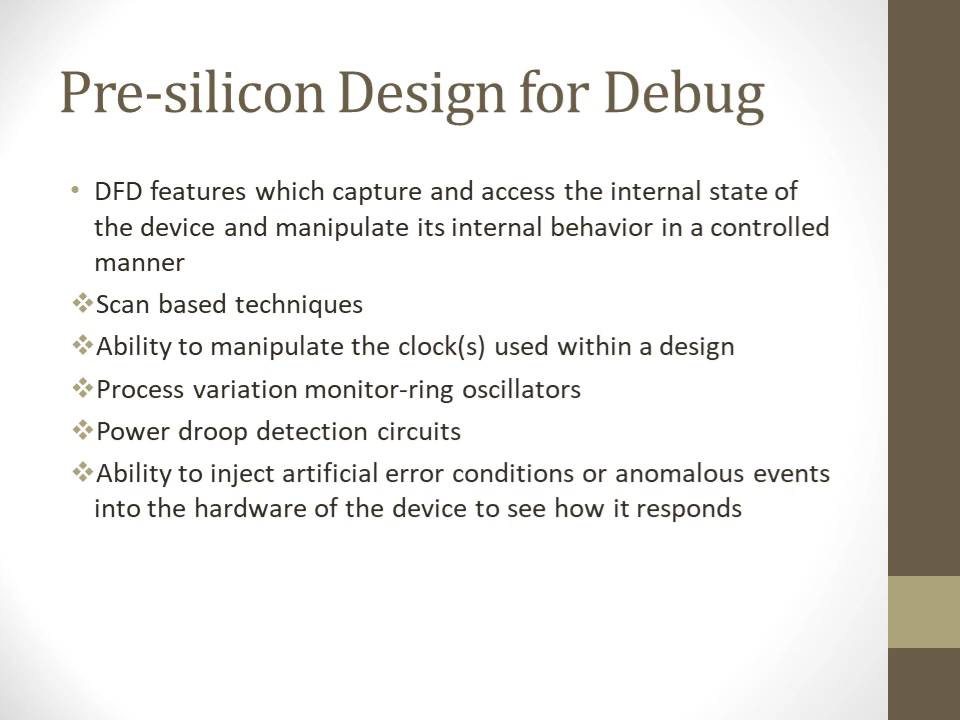 Pre-silicon Design for Debug
• DFD features which capture and access the internal state of
the device and manipulate its internal behavior in a controlled
manner
❖Scan based techniques
❖Ability to manipulate the clock(s) used within a design
❖Process variation monitor-ring oscillators
❖Power droop detection circuits
❖Ability to inject artificial error conditions or anomalous events
into the hardware of the device to see how it responds